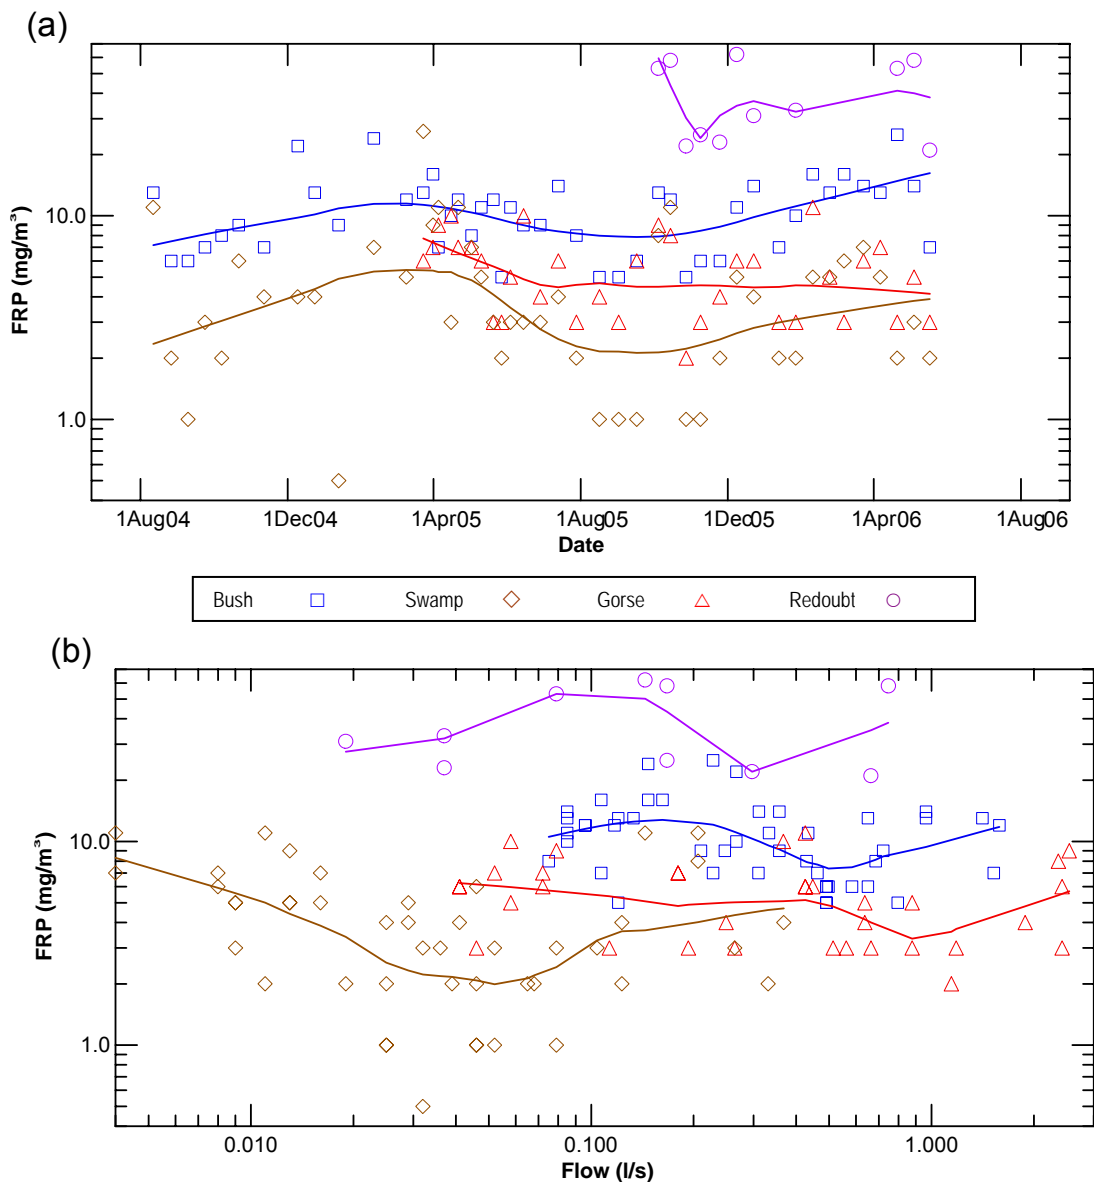 (a)
FRP (mg/m³)
10.0
1.0
1Aug04 1Dec04 1Apr05 1Aug05 1Dec05 1Apr06 1Aug06
Date
Bush Swamp Gorse Redoubt
(b)
FRP (mg/m³)
10.0
1.0
0.010 0.100 1.000
Flow (l/s)